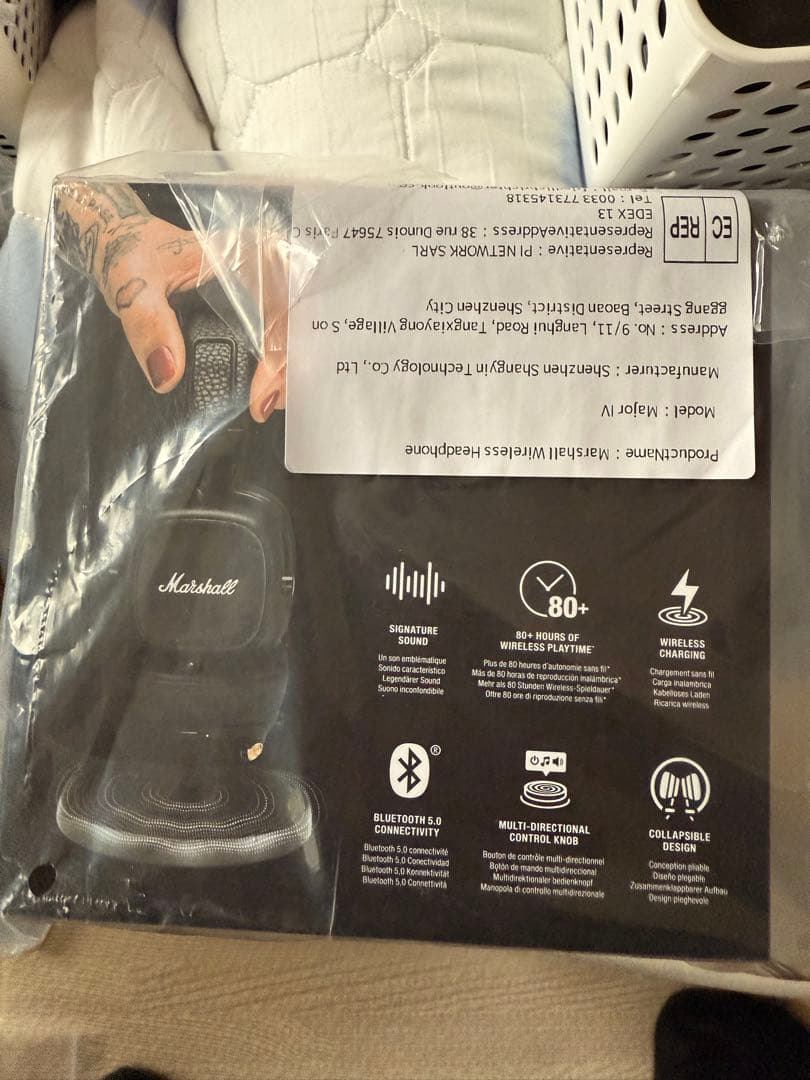 ProductName : Marshall Wireless Headphone
Model : Major IV
Manufacturer : Shenzhen Shangyin Technology Co., Ltd
Address : No. 9/11, Langhui Road, Tangxiayong Village, S on
ggang Street, Baoan District, Shenzhen City
EC REP
Representative : PI NETWORK SARL
RepresentativeAddress : 38 rue Dunois 75647 Paris C
EDEX 13
Tel : 0033 773145318
Marshall
80+
SIGNATURE
SOUND
Un son emblématique
Sonido característico
Legendärer Sound
Suono inconfondibile
80+ HOURS OF
WIRELESS PLAYTIME*
Plus de 80 heures d'autonomie sans fil*
Más de 80 horas de reproducción inalámbrica*
Mehr als 80 Stunden Wireless-Spieldauer*
Oltre 80 ore di riproduzione senza fili*
WIRELESS
CHARGING
Chargement sans fil
Carga inalámbrica
Kabelloses Laden
Ricarica wireless
®
BLUETOOTH 5.0
CONNECTIVITY
Bluetooth 5.0 connectivité
Bluetooth 5.0 Conectividad
Bluetooth 5.0 Konnektivität
Bluetooth 5.0 Connettività
MULTI-DIRECTIONAL
CONTROL KNOB
Bouton de contrôle multi-directionnel
Botón de mando multidireccional
Multidirektionaler bedienknopf
Manopola di controllo multidirezionale
COLLAPSIBLE
DESIGN
Conception pliable
Diseño plegable
Zusammenklappbarer Aufbau
Design pieghevole